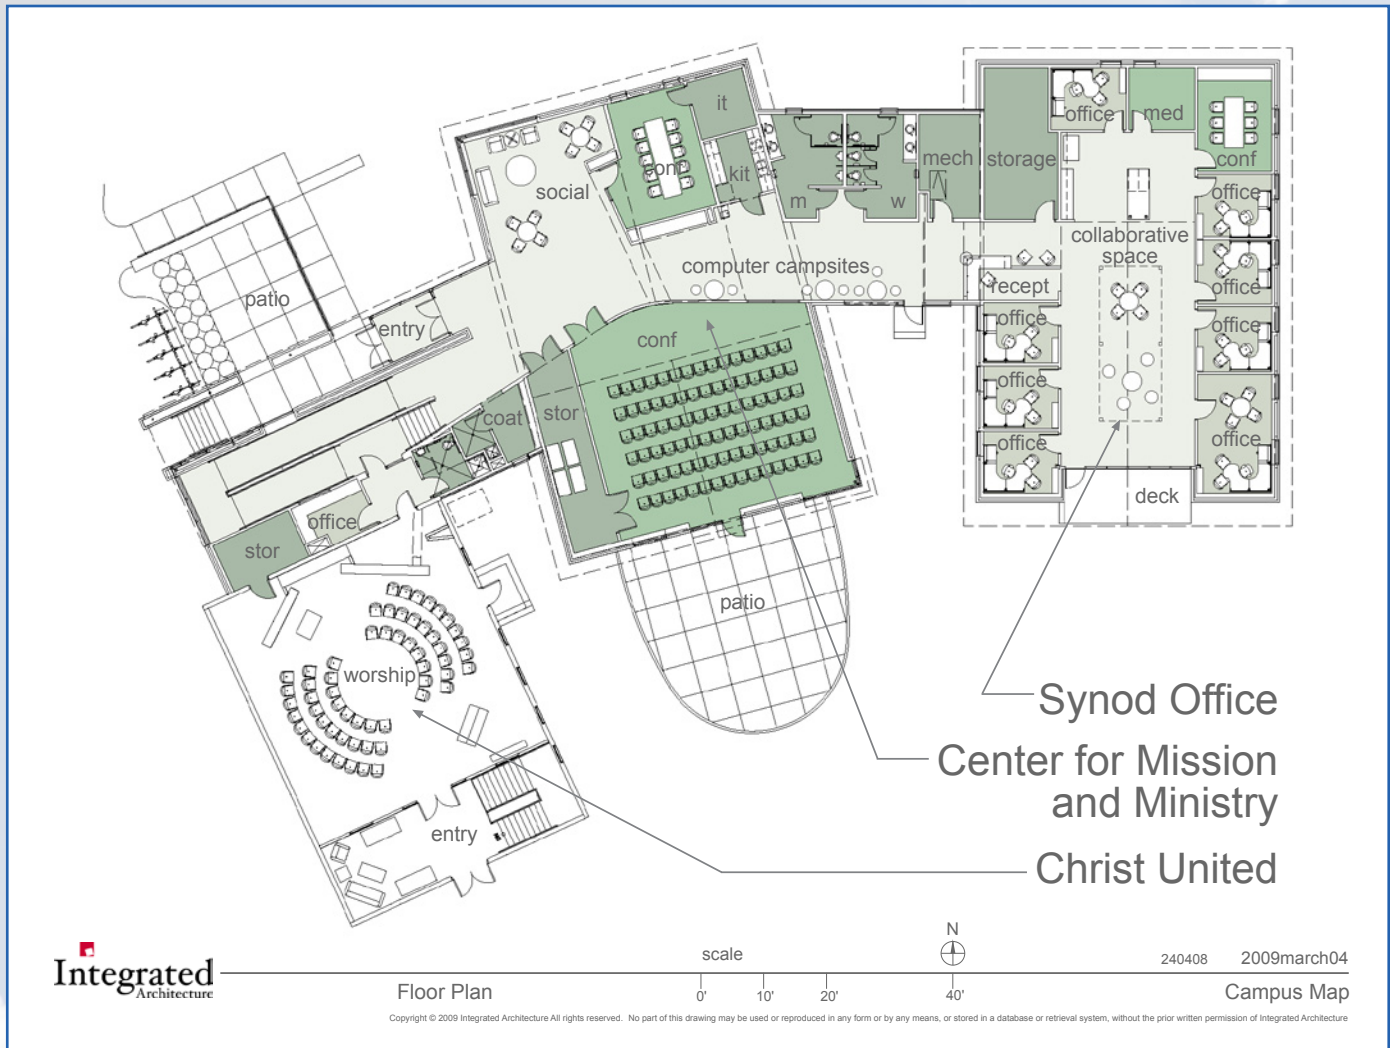 it
office
med
conf
conf
kit
mech
storage
social
m
w
office
collaborative
space
computer campsites
recept
office
patio
entry
conf
office
office
office
coat
stor
office
office
office
deck
office
stor
patio
worship
entry
Synod Office
Center for Mission
and Ministry
Christ United
Integrated
Architecture
Floor Plan
scale
0'
10'
20'
40'
N
240408
2009march04
Campus Map
Copyright © 2009 Integrated Architecture All rights reserved. No part of this drawing may be used or reproduced in any form or by any means, or stored in a database or retrieval system, without the prior written permission of Integrated Architecture